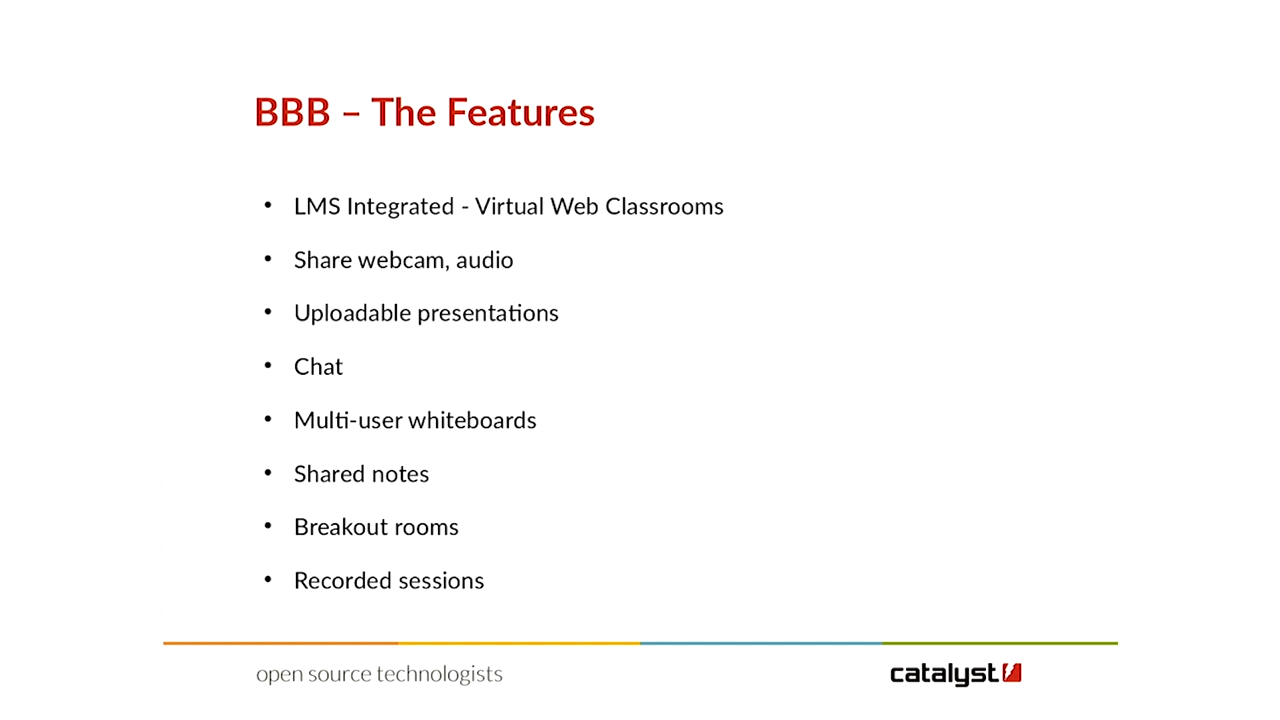 BBB – The Features
• LMS Integrated - Virtual Web Classrooms
• Share webcam, audio
• Uploadable presentations
• Chat
• Multi-user whiteboards
• Shared notes
• Breakout rooms
• Recorded sessions
open source technologists
catalyst